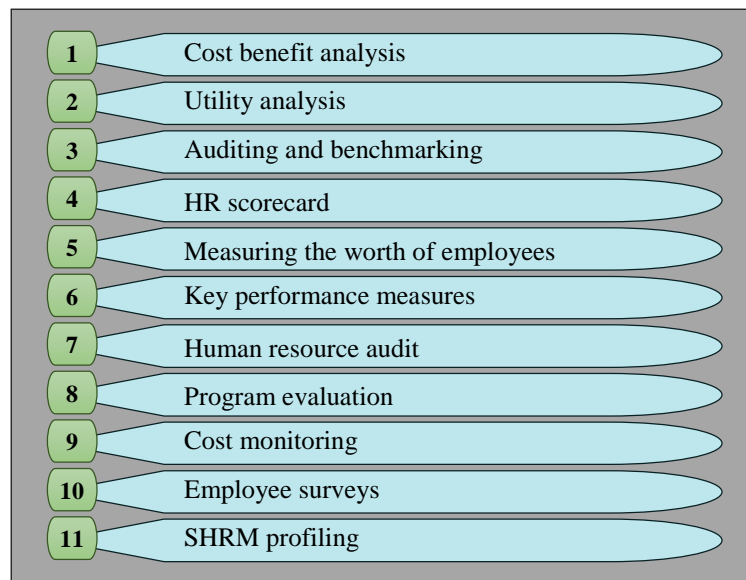 1 Cost benefit analysis
2 Utility analysis
3 Auditing and benchmarking
4 HR scorecard
5 Measuring the worth of employees
6 Key performance measures
7 Human resource audit
8 Program evaluation
9 Cost monitoring
10 Employee surveys
11 SHRM profiling